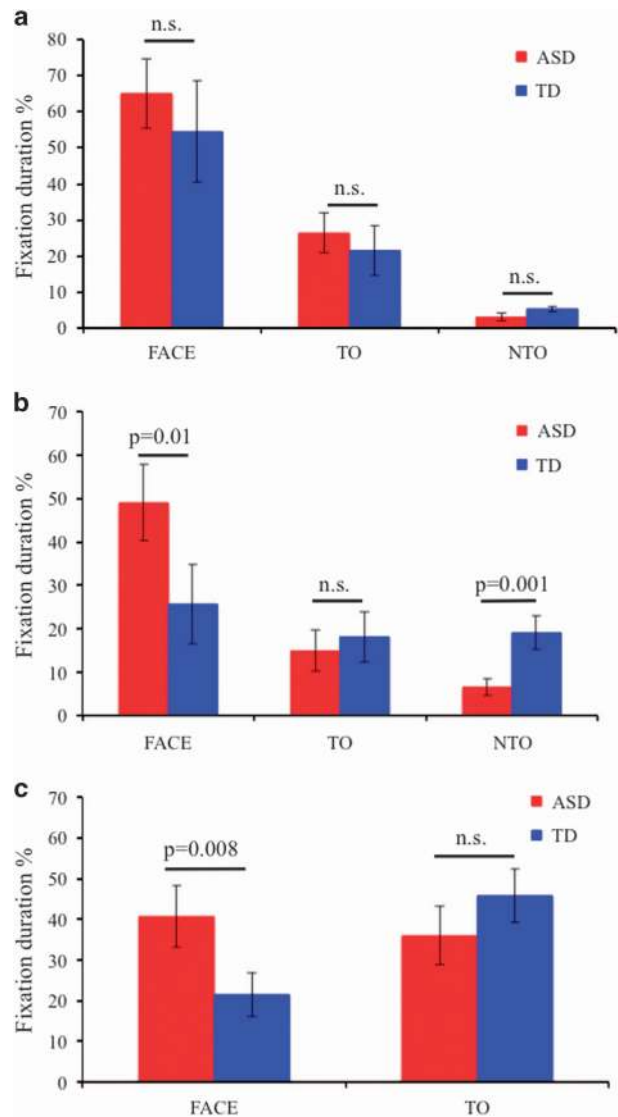 a
n.s.
ASD
TD
80
70
60
50
40
30
20
10
0
Fixation duration %
n.s.
n.s.
FACE TO NTO
b
70
60
50
40
30
20
10
0
Fixation duration %
p=0.01
ASD
TD
n.s.
p=0.001
FACE TO NTO
c
70
60
50
40
30
20
10
0
Fixation duration %
p=0.008
n.s.
ASD
TD
FACE TO